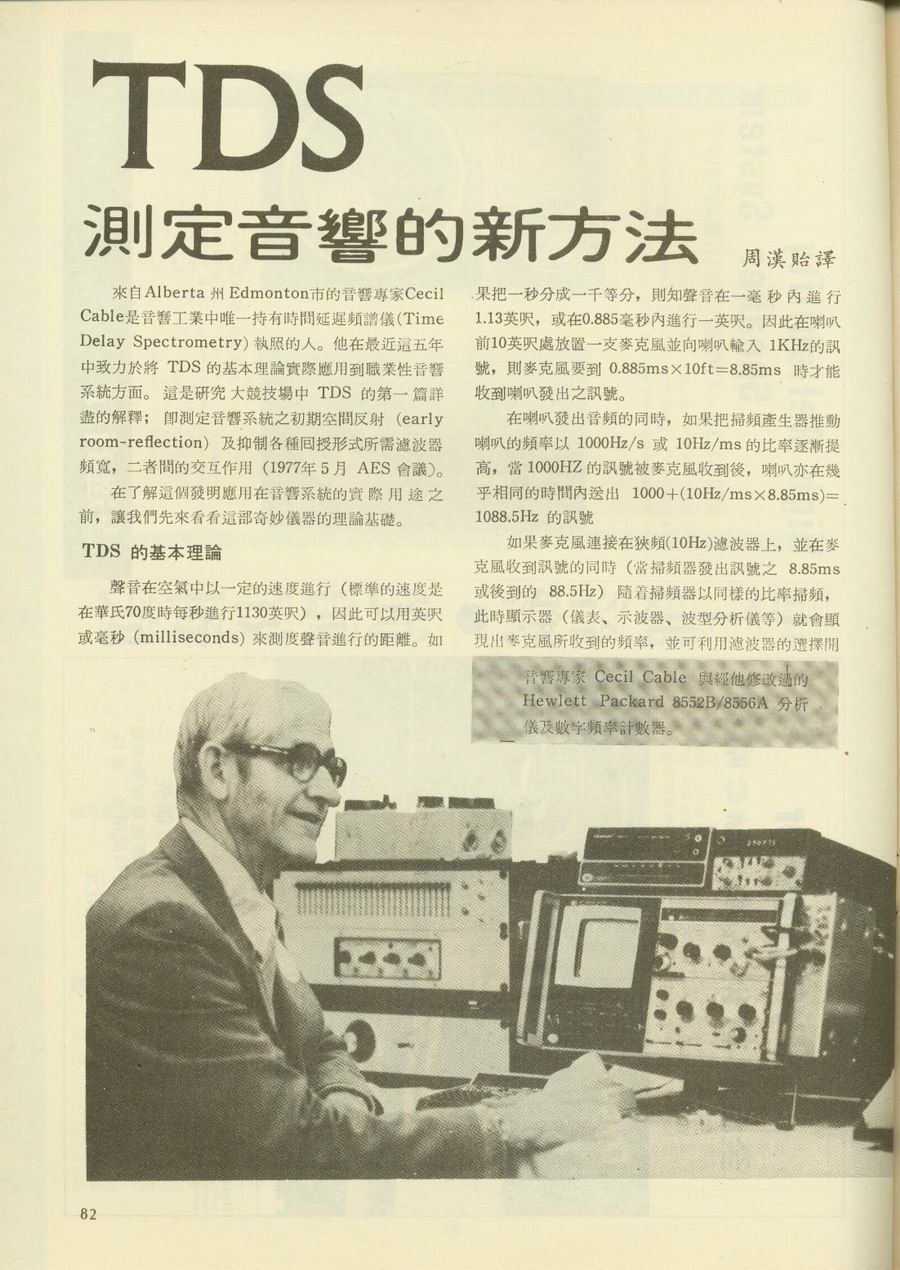 TDS
測定音響的新方法
周漢貽譯
來自Alberta 州 Edmonton市的音響專家Cecil
Cable是音響工業中唯一持有時間延遲頻譜儀(Time
Delay Spectrometry) 執照的人。他在最近這五年
中致力於將 TDS 的基本理論實際應用到職業性音響
系統方面。 這是研究大競技場中 TDS 的第一篇詳
盡的解釋； 即測定音響系統之初期空間反射 (early
room-reflection) 及抑制各種囘授形式所需濾波器
頻寬，二者間的交互作用 (1977年5月 AES 會議)。
在了解這個發明應用在音響系統的實際用途之
前，讓我們先來看看這部奇妙儀器的理論基礎。
TDS 的基本理論
聲音在空氣中以一定的速度進行 (標準的速度是
在華氏70度時每秒進行1130英呎) ，因此可以用英呎
或毫秒 (milliseconds) 來測度聲音進行的距離。如
果把一秒分成一千等分，則知聲音在一毫秒內進行
1.13英呎，或在0.885毫秒內進行一英呎。因此在喇叭
前10英呎處放置一支麥克風並向喇叭輸入 1KHz的訊
號，則麥克風要到 0.885ms×10ft=8.85ms 時才能
收到喇叭發出之訊號。
在喇叭發出音頻的同時，如果把掃頻產生器推動
喇叭的頻率以 1000Hz/s 或 10Hz/ms 的比率逐漸提
高，當 1000HZ 的訊號被麥克風收到後，喇叭亦在幾
乎相同的時間內送出 1000+(10Hz/ms×8.85ms)=
1088.5Hz 的訊號
如果麥克風連接在狹頻(10Hz)濾波器上，並在麥
克風收到訊號的同時 (當掃頻器發出訊號之 8.85ms
或後到的 88.5Hz) 隨着掃頻器以同樣的比率掃頻，
此時顯示器 (儀表、示波器、波型分析儀等) 就會顯
現出麥克風所收到的頻率，並可利用濾波器的選擇開
音響專家 Cecil Cable 與經他修改過的
Hewlett Packard 8552B/8556A 分析
儀及數字頻率計數器。
82